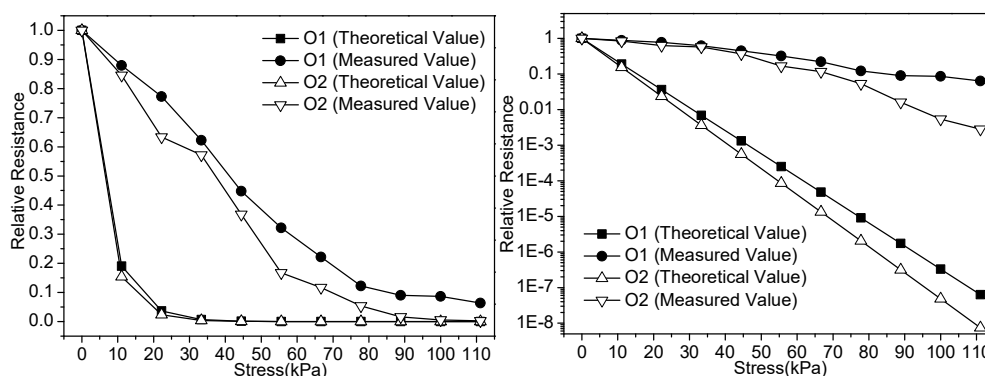 1.0
0.9
0.8
0.7
0.6
0.5
0.4
0.3
0.2
0.1
0.0
Relative Resistance
O1 (Theoretical Value)
O1 (Measured Value)
O2 (Theoretical Value)
O2 (Measured Value)
0 10 20 30 40 50 60 70 80 90 100 110
Stress(kPa)
1
0.1
0.01
1E-3
1E-4
1E-5
1E-6
1E-7
1E-8
Relative Resistance
O1 (Theoretical Value)
O1 (Measured Value)
O2 (Theoretical Value)
O2 (Measured Value)
0 10 20 30 40 50 60 70 80 90 100 110
Stress(kPa)